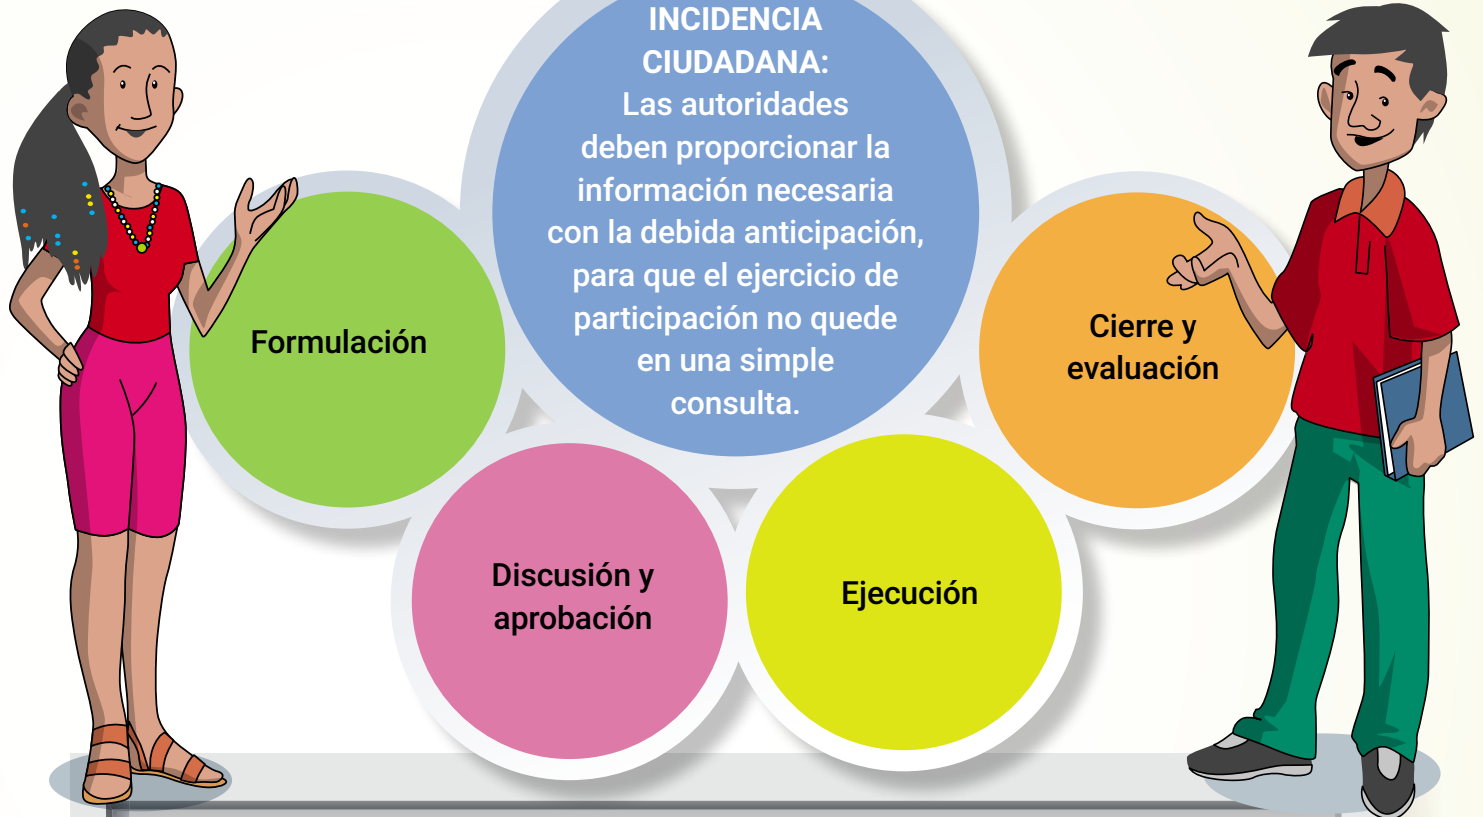 INCIDENCIA
CIUDADANA:
Las autoridades
deben proporcionar la
información necesaria
con la debida anticipación,
para que el ejercicio de
participación no quede
en una simple
consulta.
Formulación
Discusión y
aprobación
Ejecución
Cierre y
evaluación